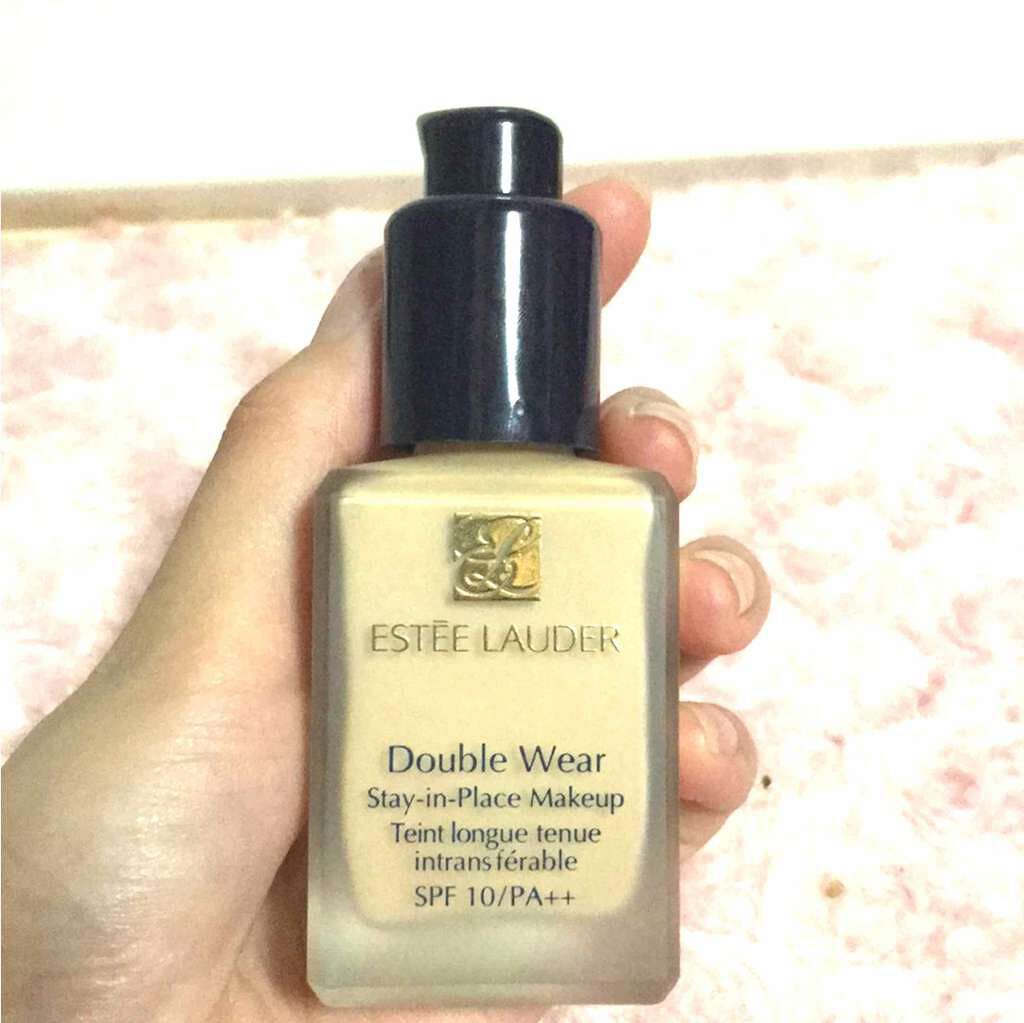 ESTĒE LAUDER
Double Wear
Stay-in-Place Makeup
Teint longue tenue
intransférable
SPF 10/PA++